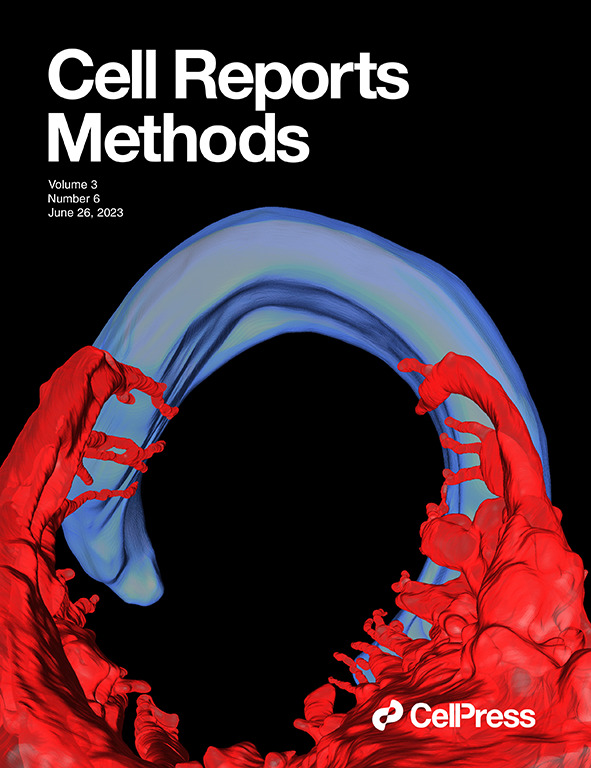 Cell Reports
Methods
Volume 3
Number 6
June 26, 2023
CellPress